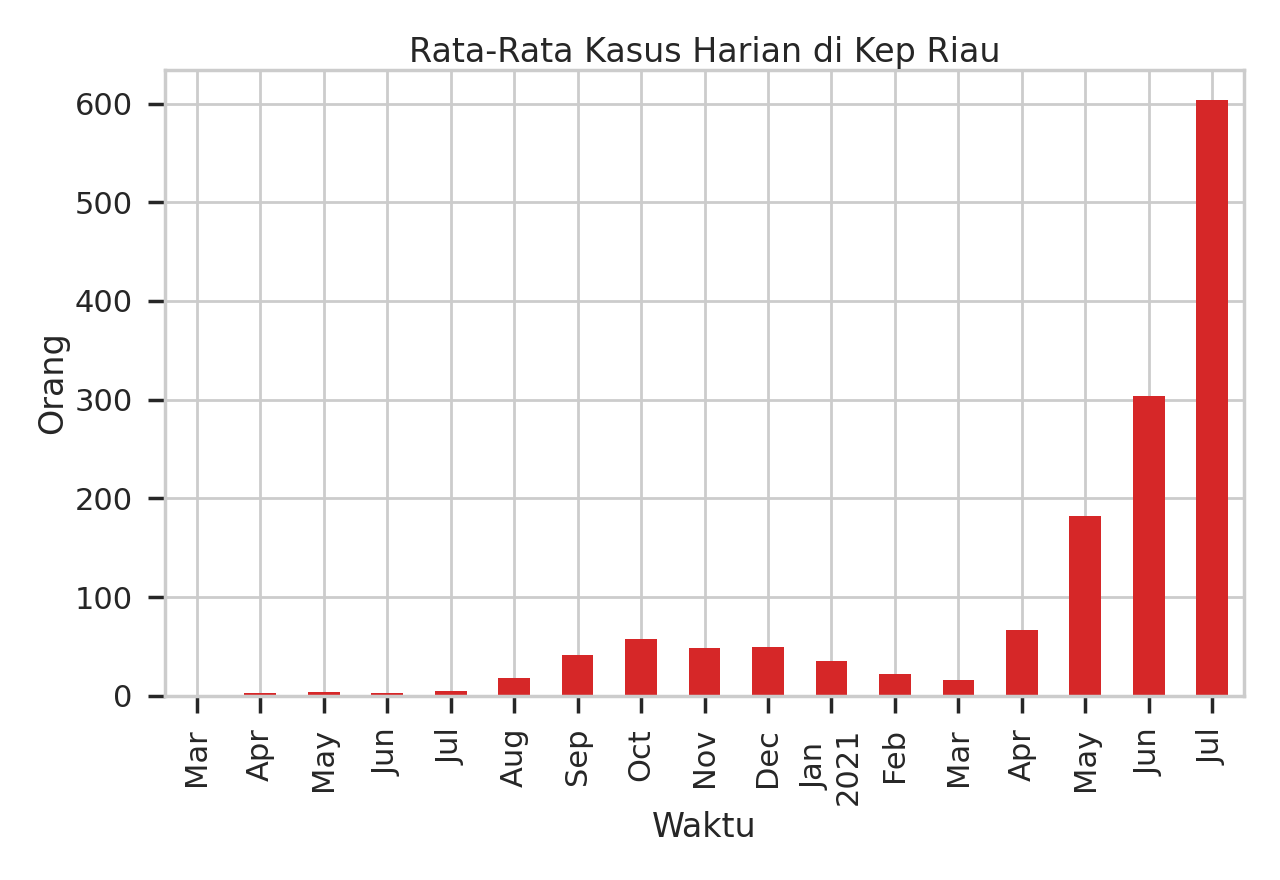 Rata-Rata Kasus Harian di Kep Riau
600
500
400
300
200
100
0
Orang
Mar
Apr
May
Jun
Jul
Aug
Sep
Oct
Nov
Dec
Jan
2021
Feb
Mar
Apr
May
Jun
Jul
Waktu